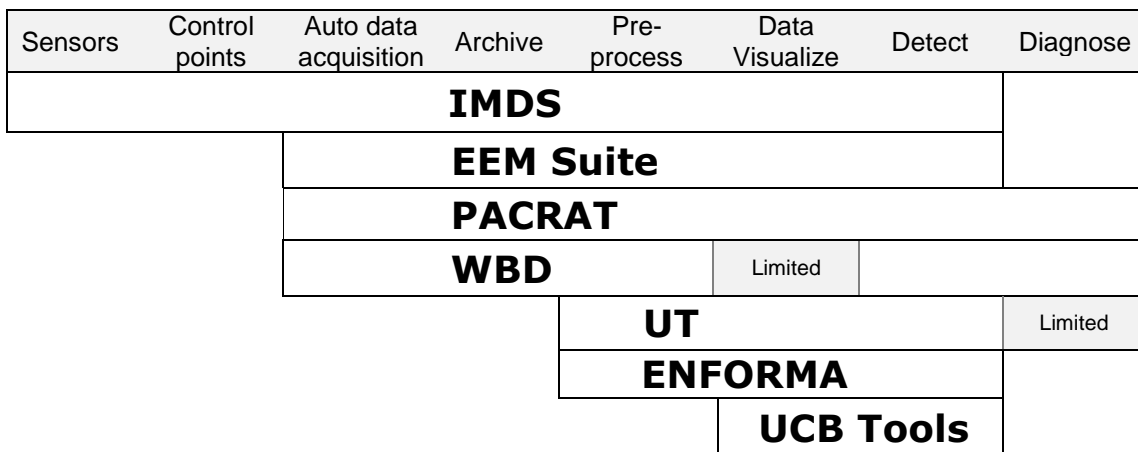 Sensors
Control
points
Auto data
acquisition
Archive
Pre-
process
Data
Visualize
Detect
Diagnose
IMDS
EEM Suite
PACRAT
WBD
Limited
UT
Limited
ENFORMA
UCB Tools